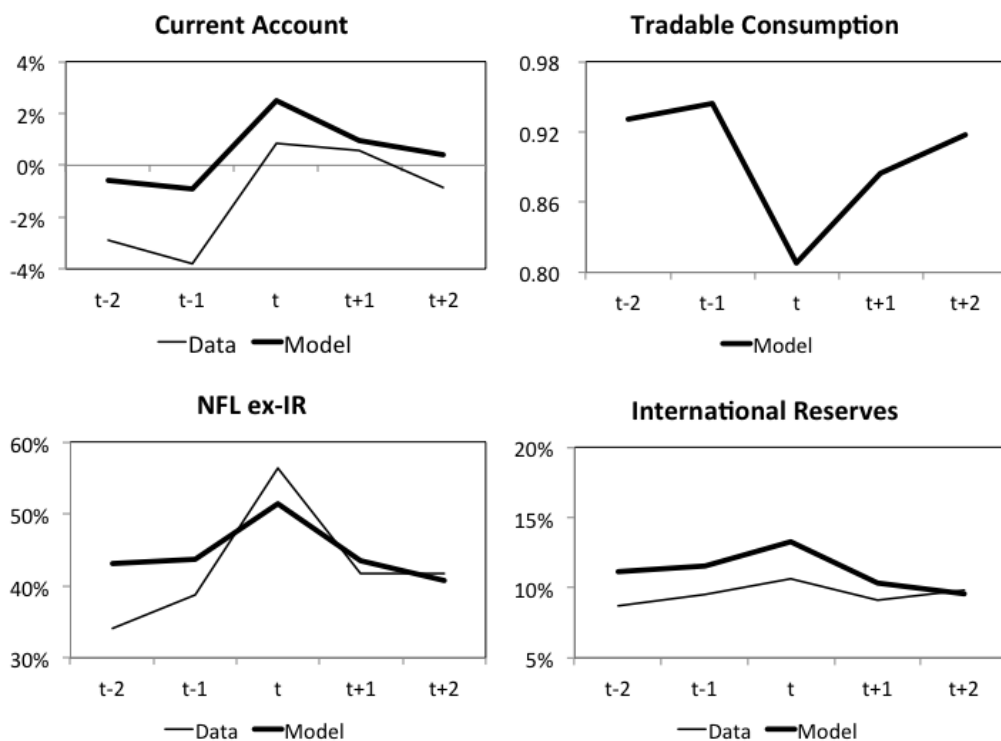 Current Account
4%
2%
0%
-2%
-4%
t-2 t-1 t t+1 t+2
Data Model
Tradable Consumption
0.98
0.92
0.86
0.80
t-2 t-1 t t+1 t+2
Model
NFL ex-IR
60%
50%
40%
30%
t-2 t-1 t t+1 t+2
Data Model
International Reserves
20%
15%
10%
5%
t-2 t-1 t t+1 t+2
Data Model